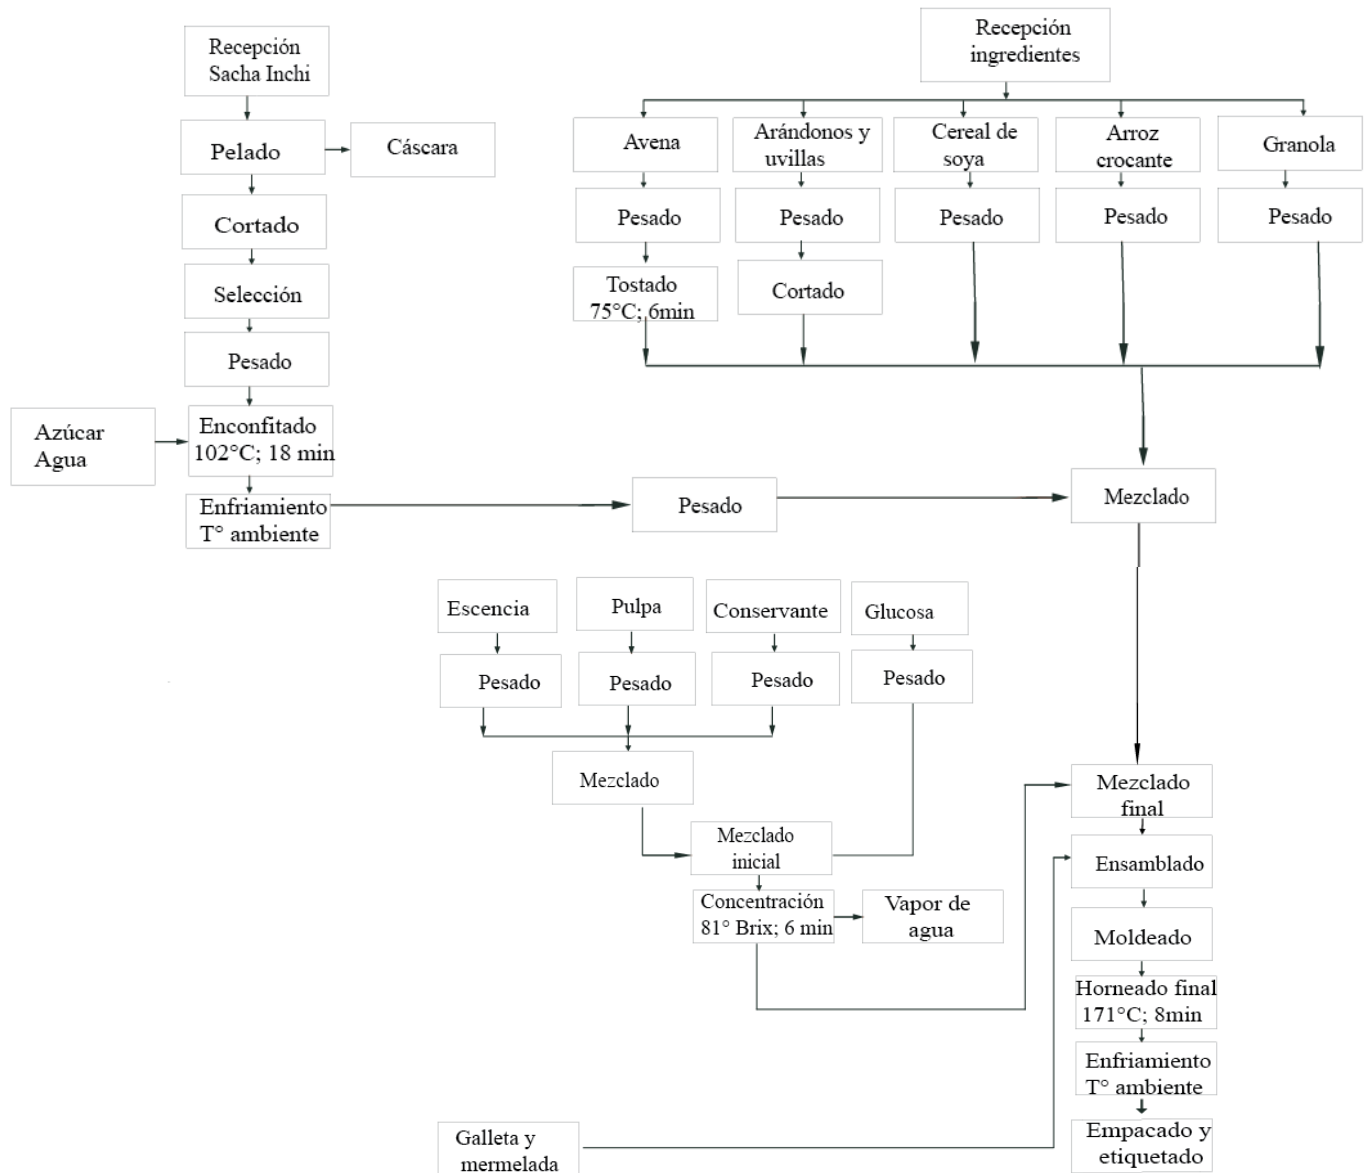 Recepción
Sacha Inchi
Pelado
Cáscara
Cortado
Selección
Pesado
Azúcar
Agua
Enconfitado
102°C; 18 min
Enfriamiento
T° ambiente
Pesado
Recepción
ingredientes
Avena
Arándonos y
uvillas
Cereal de
soya
Arroz
crocante
Granola
Pesado
Pesado
Pesado
Pesado
Pesado
Tostado
75°C; 6min
Cortado
Mezclado
Escencia
Pulpa
Conservante
Glucosa
Pesado
Pesado
Pesado
Pesado
Mezclado
Mezclado
inicial
Concentración
81° Brix; 6 min
Vapor de
agua
Mezclado
final
Ensamblado
Moldeado
Horneado final
171°C; 8min
Enfriamiento
T° ambiente
Empacado y
etiquetado
Galleta y
mermelada